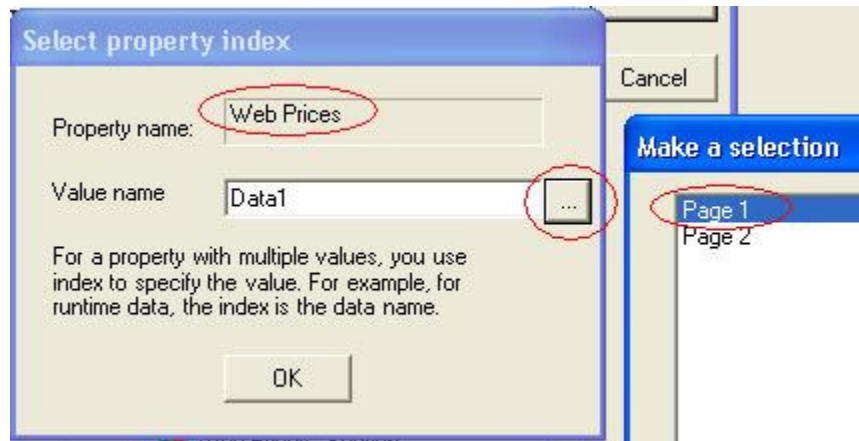 Select property index
Cancel
Property name:
Web Prices
Make a selection
Value name
Data1
...
Page 1
Page 2
For a property with multiple values, you use
index to specify the value. For example, for
runtime data, the index is the data name.
OK